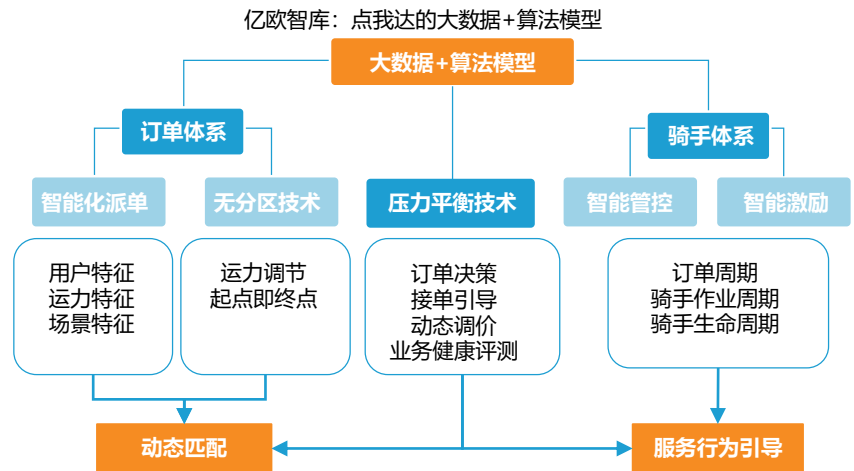 亿欧智库：点我达的大数据+算法模型
大数据+算法模型
订单体系
骑手体系
智能化派单
无分区技术
压力平衡技术
智能管控
智能激励
用户特征
运力特征
场景特征
运力调节
起点即终点
订单决策
接单引导
动态调价
业务健康评测
订单周期
骑手作业周期
骑手生命周期
动态匹配
服务行为引导